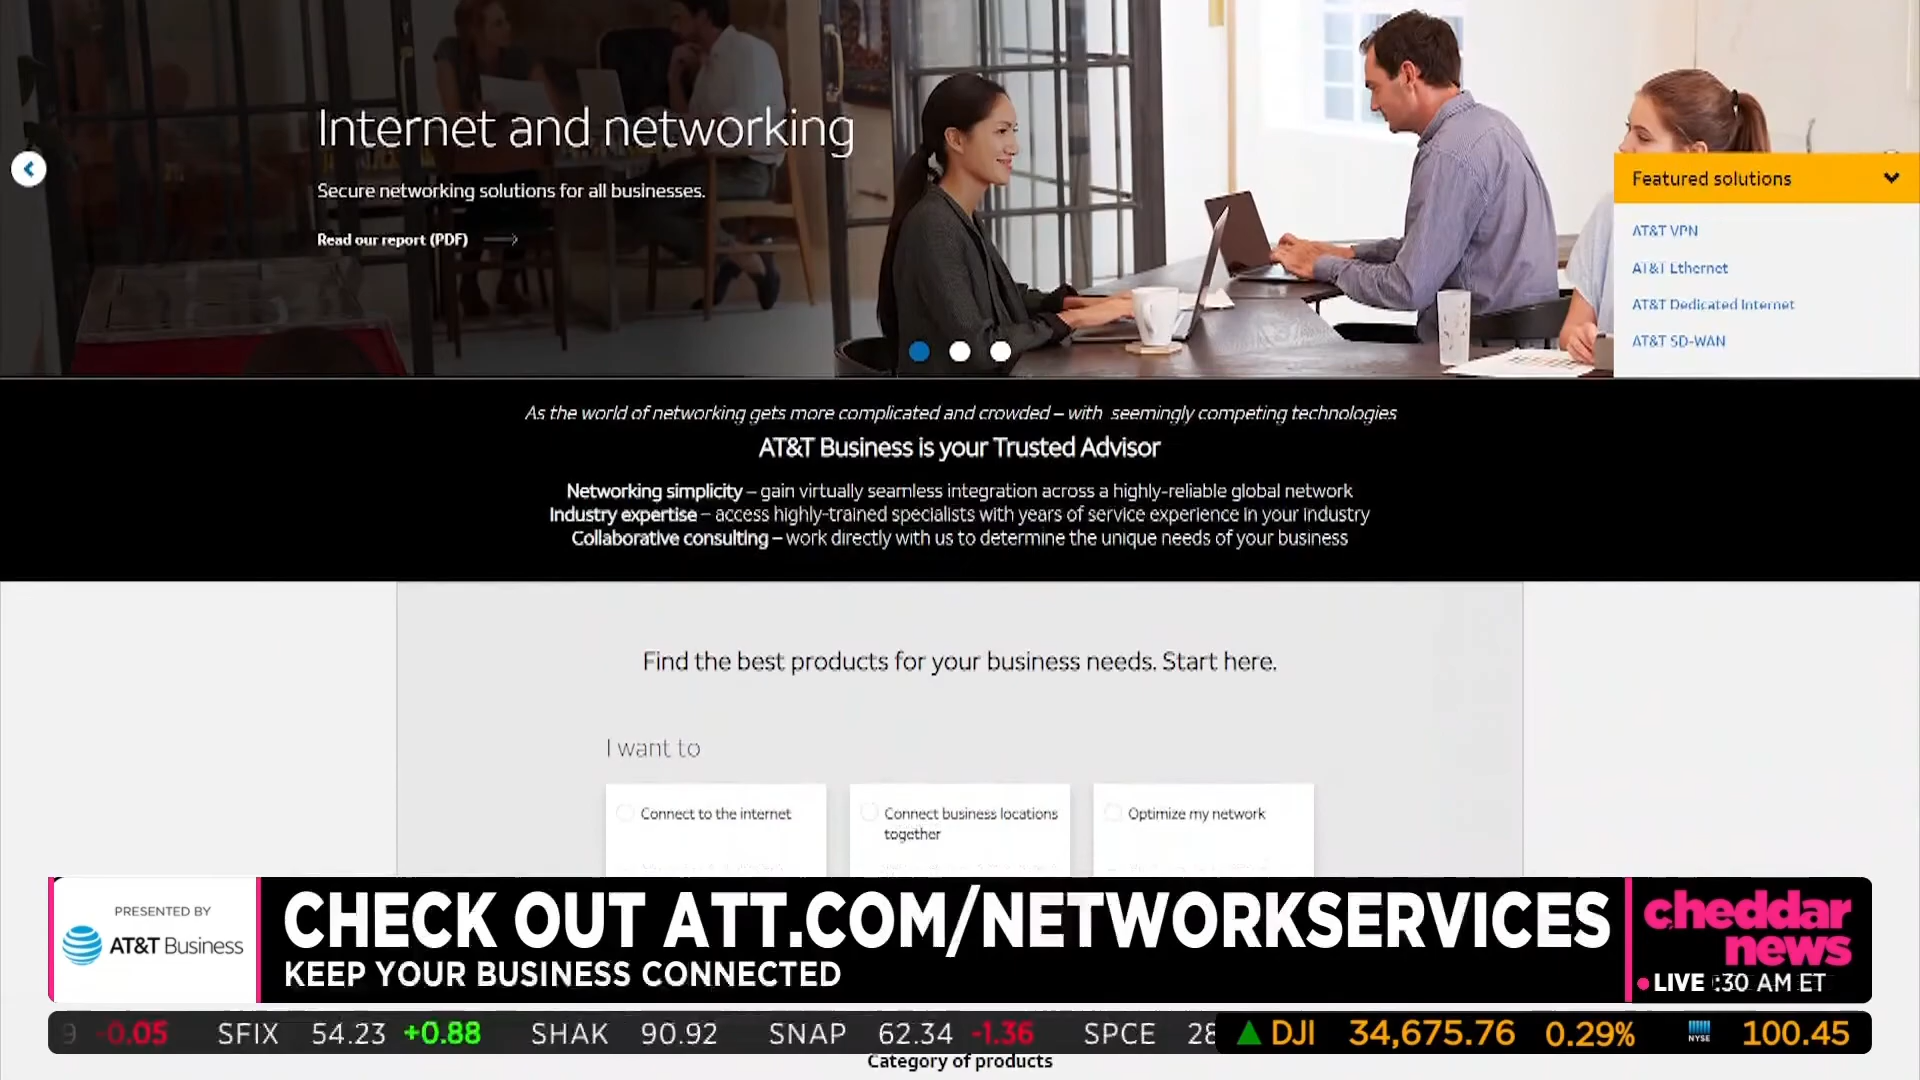 Internet and networking
Secure networking solutions for all businesses.
Read our report (PDF)
Featured solutions
AT&T VPN
AT&T Ethernet
AT&T Dedicated Internet
AT&T SD-WAN
As the world of networking gets more complicated and crowded – with seemingly competing technologies
AT&T Business is your Trusted Advisor
Networking simplicity – gain virtually seamless integration across a highly-reliable global network
Industry expertise – access highly-trained specialists with years of service experience in your industry
Collaborative consulting – work directly with us to determine the unique needs of your business
Find the best products for your business needs. Start here.
I want to
Connect to the internet
Connect business locations
together
Optimize my network
PRESENTED BY
AT&T Business
CHECK OUT ATT.COM/NETWORKSERVICES
KEEP YOUR BUSINESS CONNECTED
cheddar
news
LIVE :30 AM ET
9 -0.05 SFIX 54.23 +0.88 SHAK 90.92 SNAP 62.34 -1.36 SPCE 28 DJI 34,675.76 0.29% NYSE 100.45
Category of products